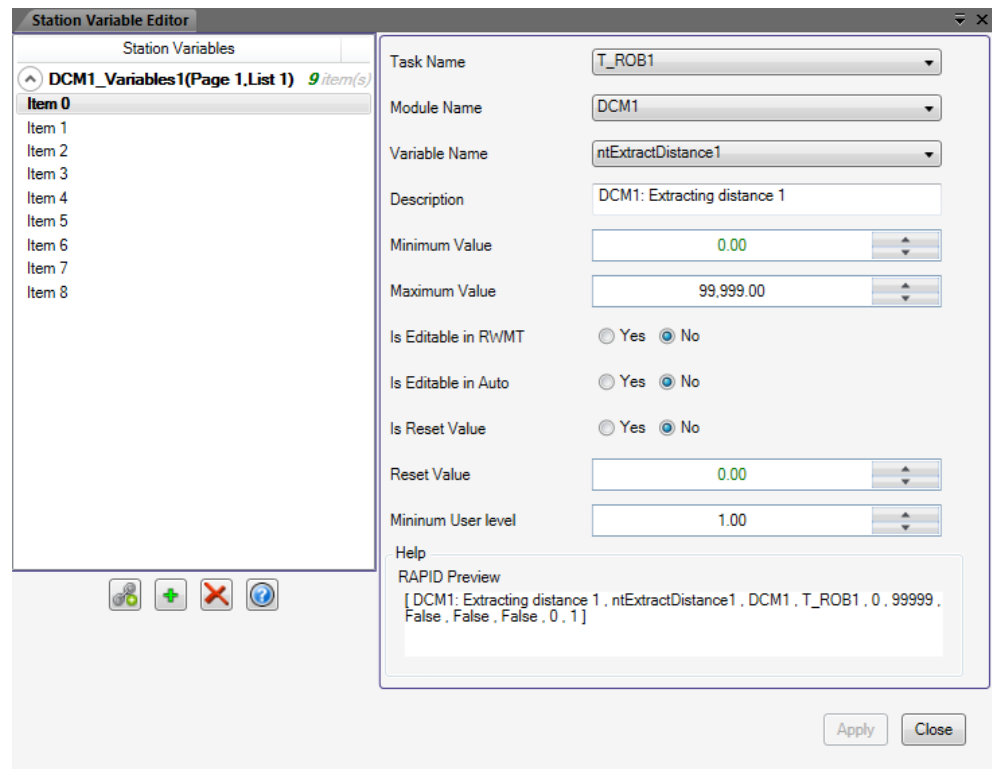 Station Variable Editor
Station Variables
DCM1_Variables1(Page 1,List 1) 9 item(s)
Item 0
Item 1
Item 2
Item 3
Item 4
Item 5
Item 6
Item 7
Item 8
Task Name T_ROB1
Module Name DCM1
Variable Name ntExtractDistance1
Description DCM1: Extracting distance 1
Minimum Value 0.00
Maximum Value 99,999.00
Is Editable in RWMT Yes No
Is Editable in Auto Yes No
Is Reset Value Yes No
Reset Value 0.00
Mininum User level 1.00
Help
RAPID Preview
[ DCM1: Extracting distance 1 , ntExtractDistance1 , DCM1 , T_ROB1 , 0 , 99999 ,
False , False , False , 0 , 1 ]
Apply Close